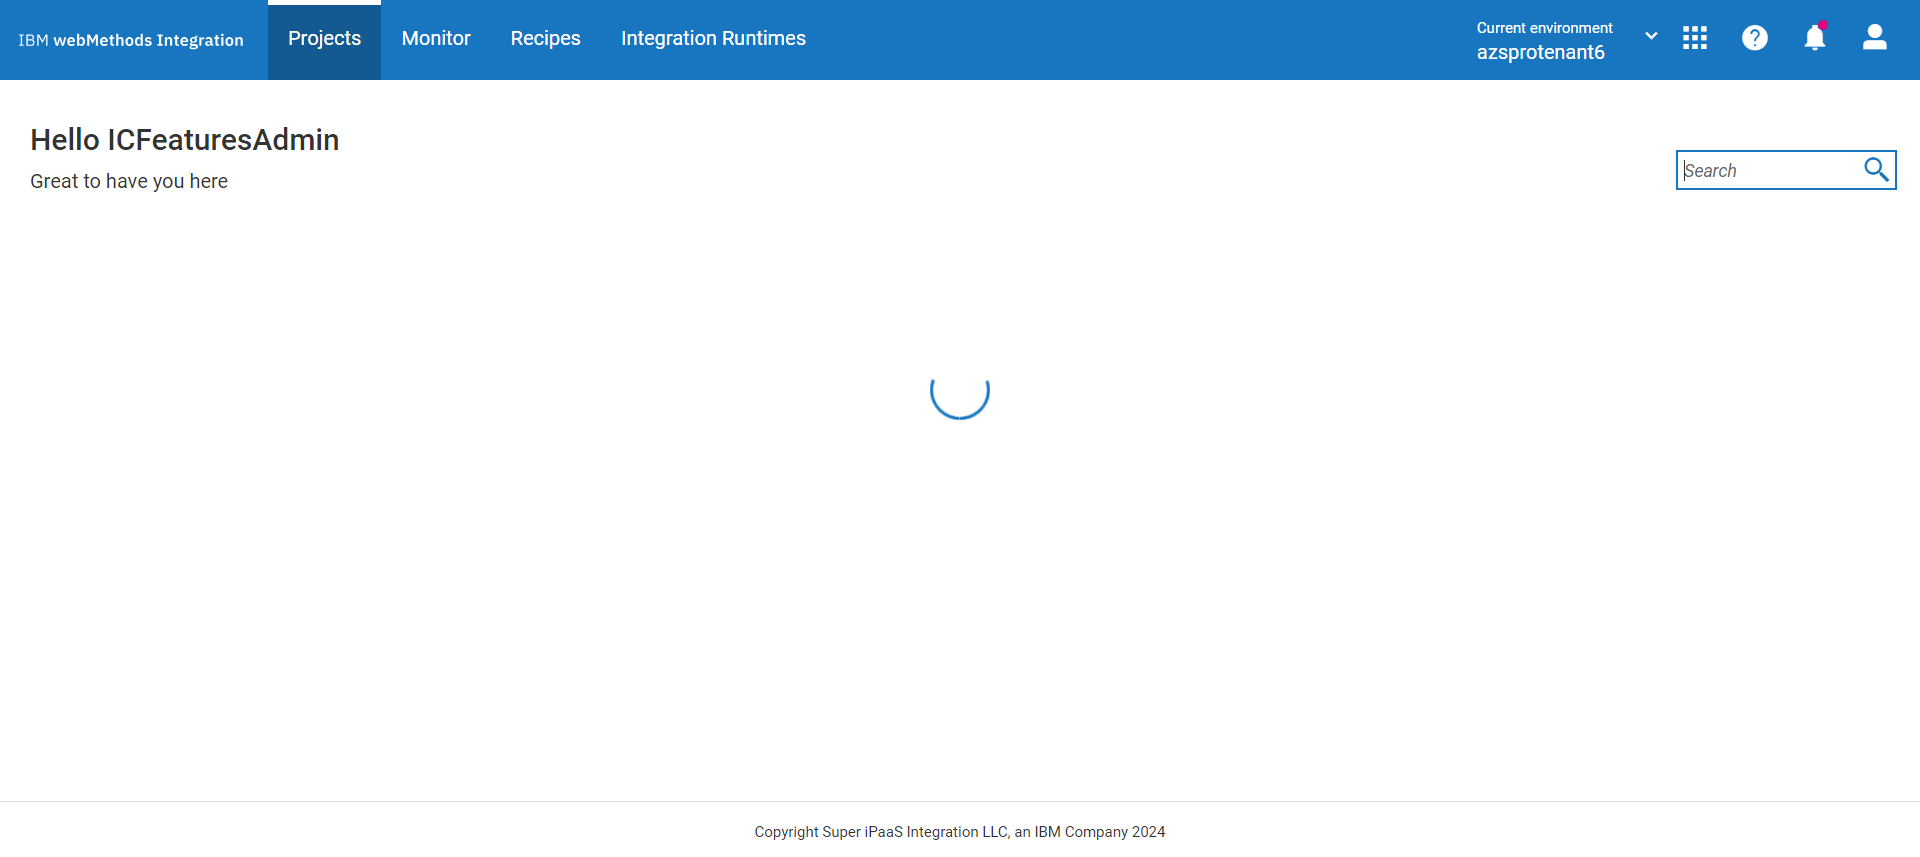 IBM webMethods Integration
Projects
Monitor
Recipes
Integration Runtimes
Current environment
azsprotenant6
Hello ICFeaturesAdmin
Great to have you here
Search
Copyright Super iPaaS Integration LLC, an IBM Company 2024